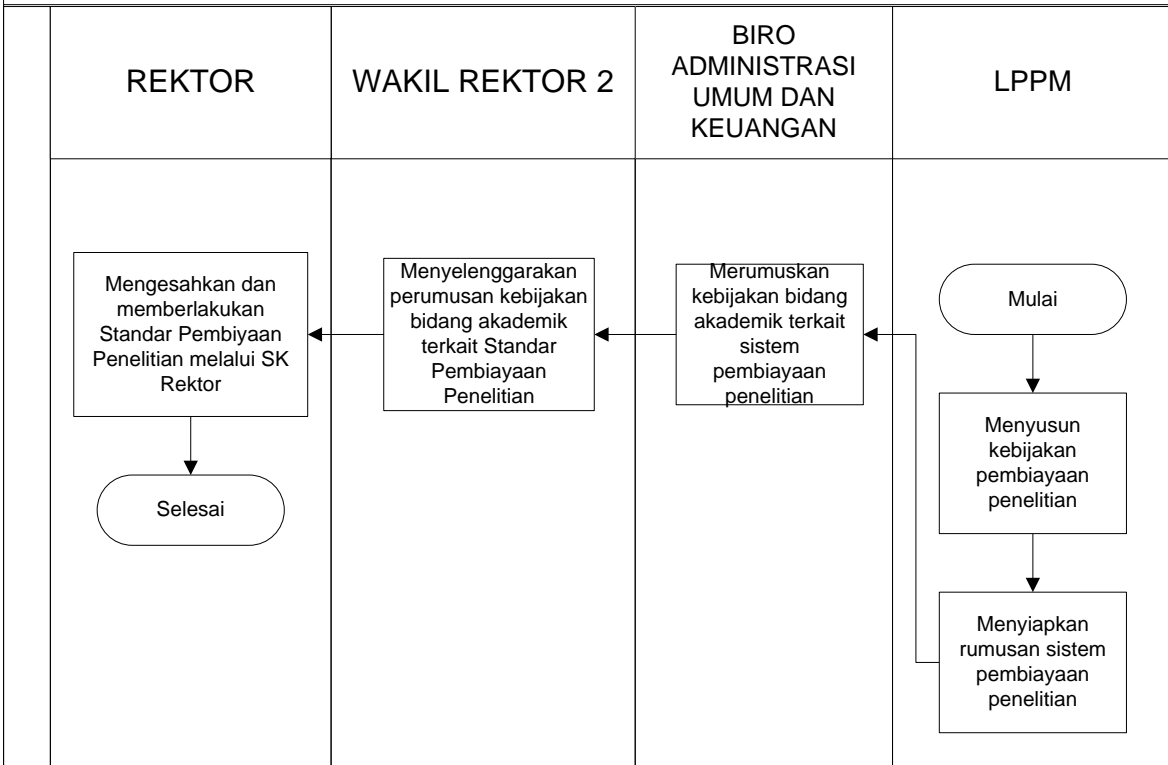 REKTOR
WAKIL REKTOR 2
BIRO
ADMINISTRASI
UMUM DAN
KEUANGAN
LPPM
Mengesahkan dan
memberlakukan
Standar Pembiyaan
Penelitian melalui SK
Rektor
Menyelenggarakan
perumusan kebijakan
bidang akademik
terkait Standar
Pembiayaan
Penelitian
Merumuskan
kebijakan bidang
akademik terkait
sistem
pembiayaan
penelitian
Mulai
Menyusun
kebijakan
pembiayaan
penelitian
Selesai
Menyiapkan
rumusan sistem
pembiayaan
penelitian